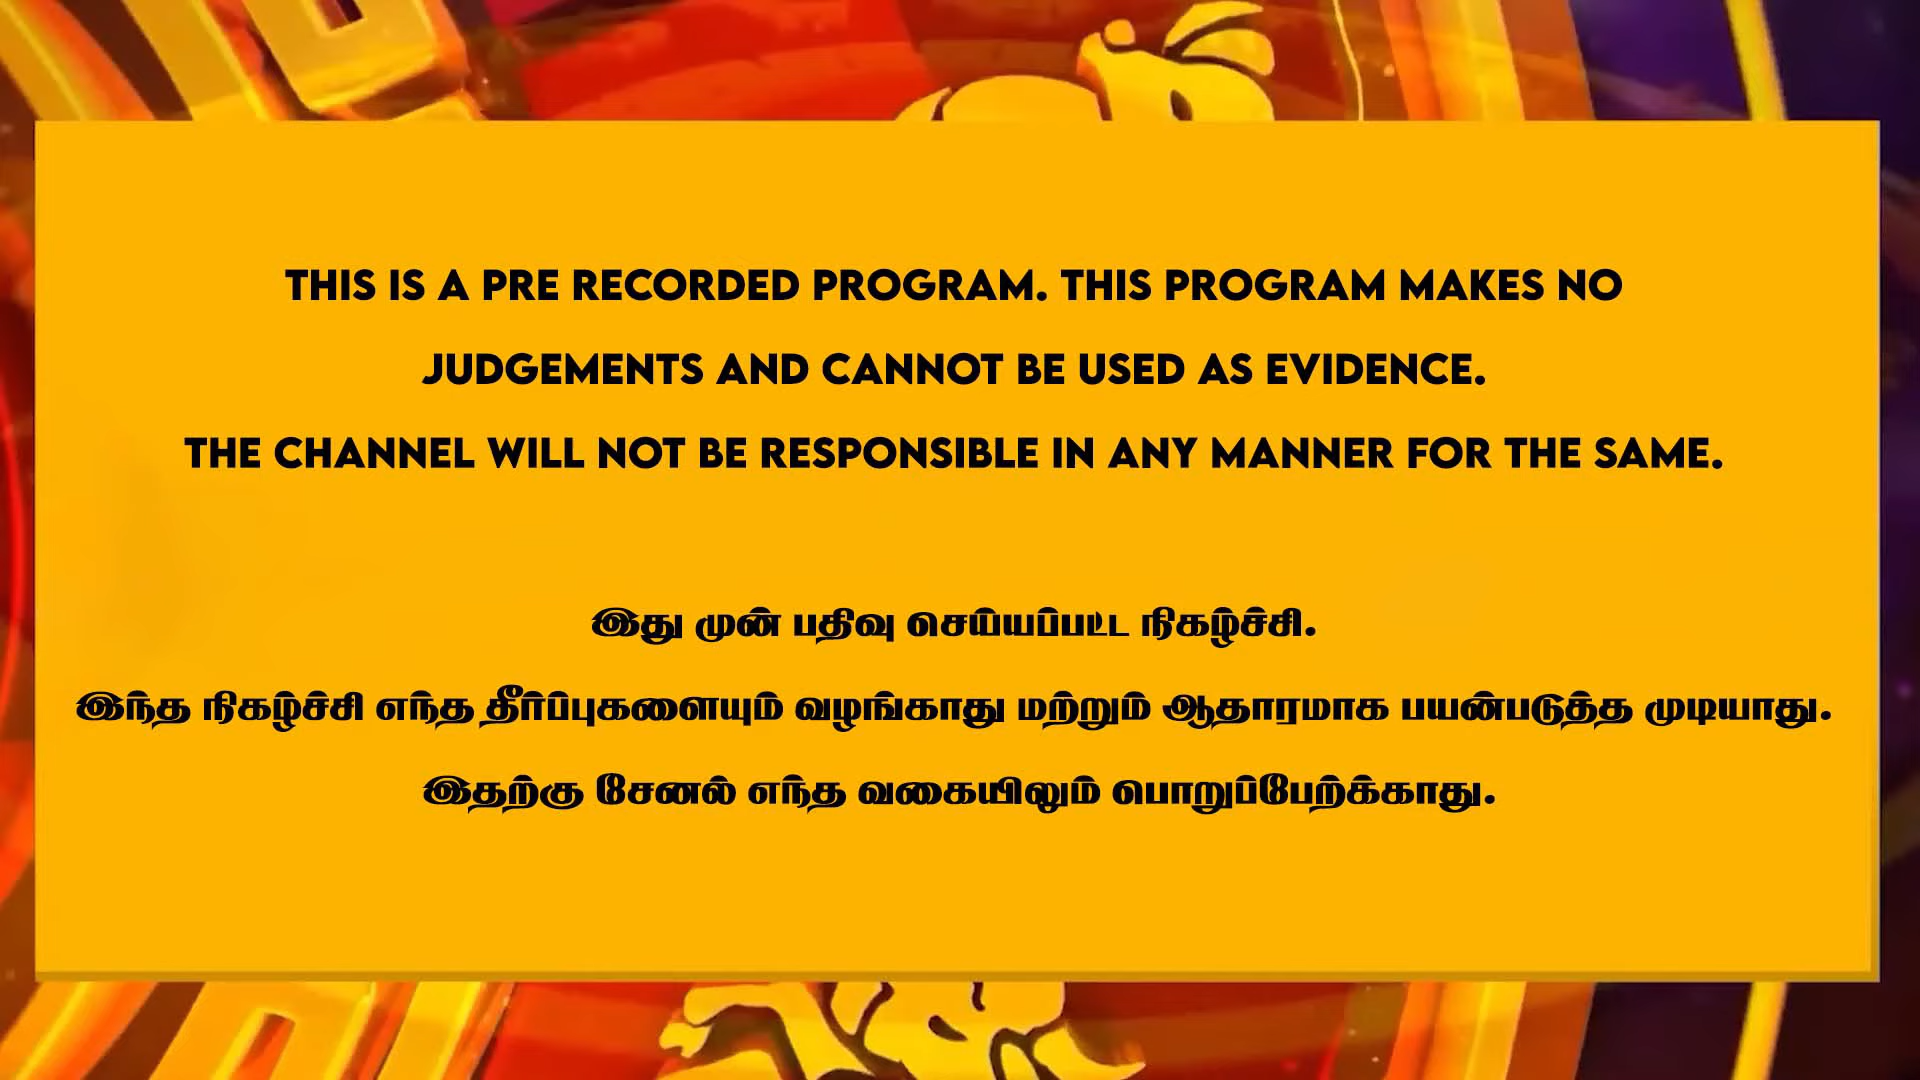 THIS IS A PRE RECORDED PROGRAM. THIS PROGRAM MAKES NO
JUDGEMENTS AND CANNOT BE USED AS EVIDENCE.
THE CHANNEL WILL NOT BE RESPONSIBLE IN ANY MANNER FOR THE SAME.
இது முன் பதிவு செய்யப்பட்ட நிகழ்ச்சி.
இந்த நிகழ்ச்சி எந்த தீர்ப்புகளையும் வழங்காது மற்றும் ஆதாரமாக பயன்படுத்த முடியாது.
இதற்கு சேனல் எந்த வகையிலும் பொறுப்பேற்க்காது.